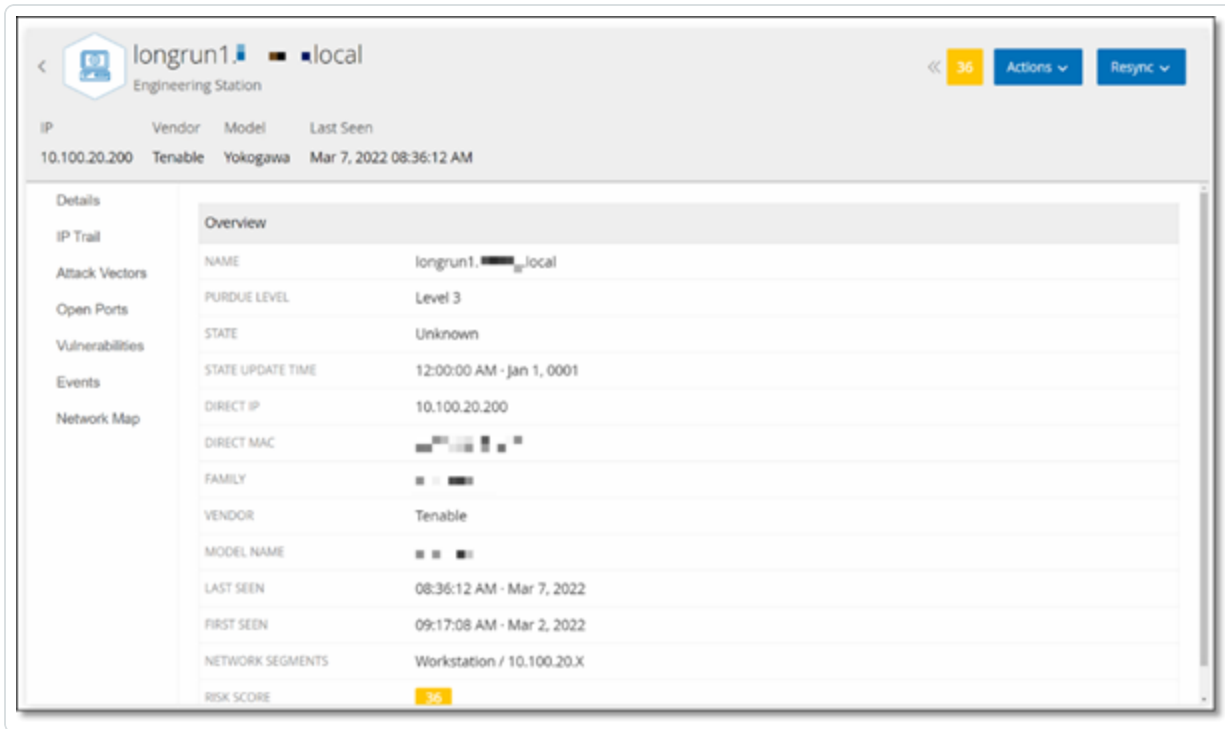 longrun1. local
36 Actions Resync
Engineering Station
IP Vendor Model Last Seen
10.100.20.200 Tenable Yokogawa Mar 7, 2022 08:36:12 AM
Details
IP Trail
Attack Vectors
Open Ports
Vulnerabilities
Events
Network Map
Overview
NAME longrun1. .local
PURDUE LEVEL Level 3
STATE Unknown
STATE UPDATE TIME 12:00:00 AM - Jan 1, 0001
DIRECT IP 10.100.20.200
DIRECT MAC
FAMILY
VENDOR Tenable
MODEL NAME
LAST SEEN 08:36:12 AM - Mar 7, 2022
FIRST SEEN 09:17:08 AM - Mar 2, 2022
NETWORK SEGMENTS Workstation / 10.100.20.X
RISK SCORE 36